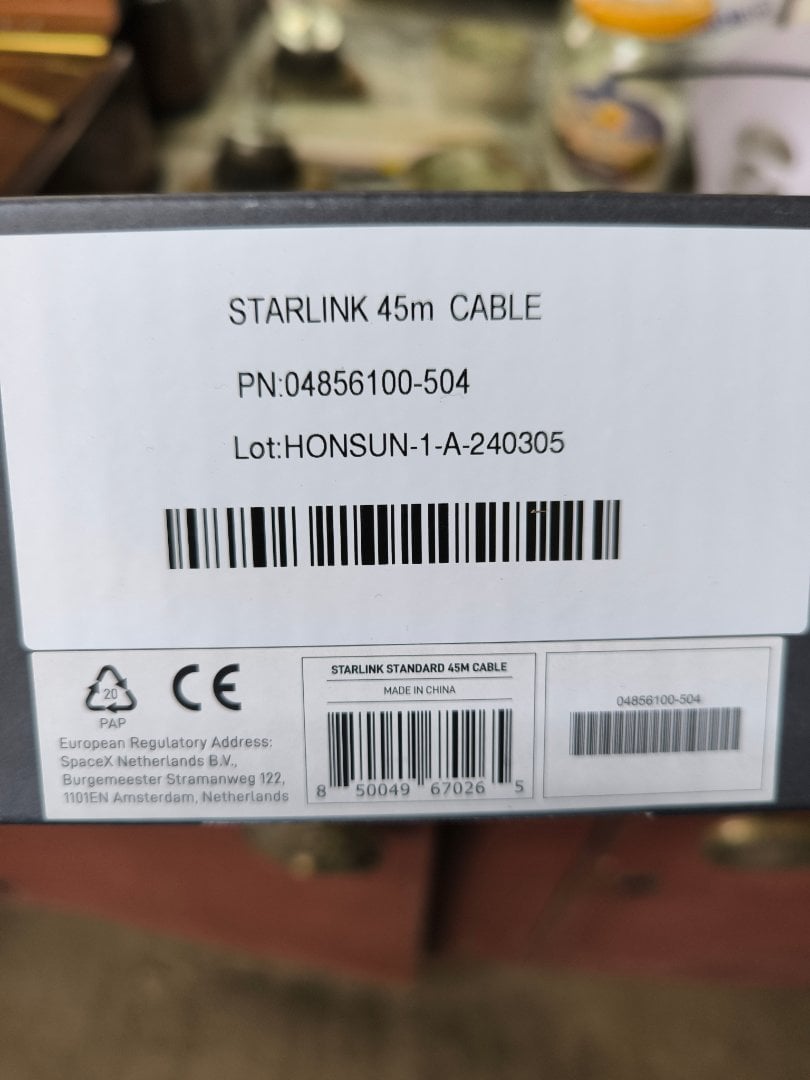 STARLINK 45m CABLE
PN:04856100-504
Lot:HONSUN-1-A-240305
20
PAP
CE
European Regulatory Address:
SpaceX Netherlands B.V.,
Burgemeester Stramanweg 122,
1101EN Amsterdam, Netherlands
STARLINK STANDARD 45M CABLE
MADE IN CHINA
8 50049 67026 5
04856100-504